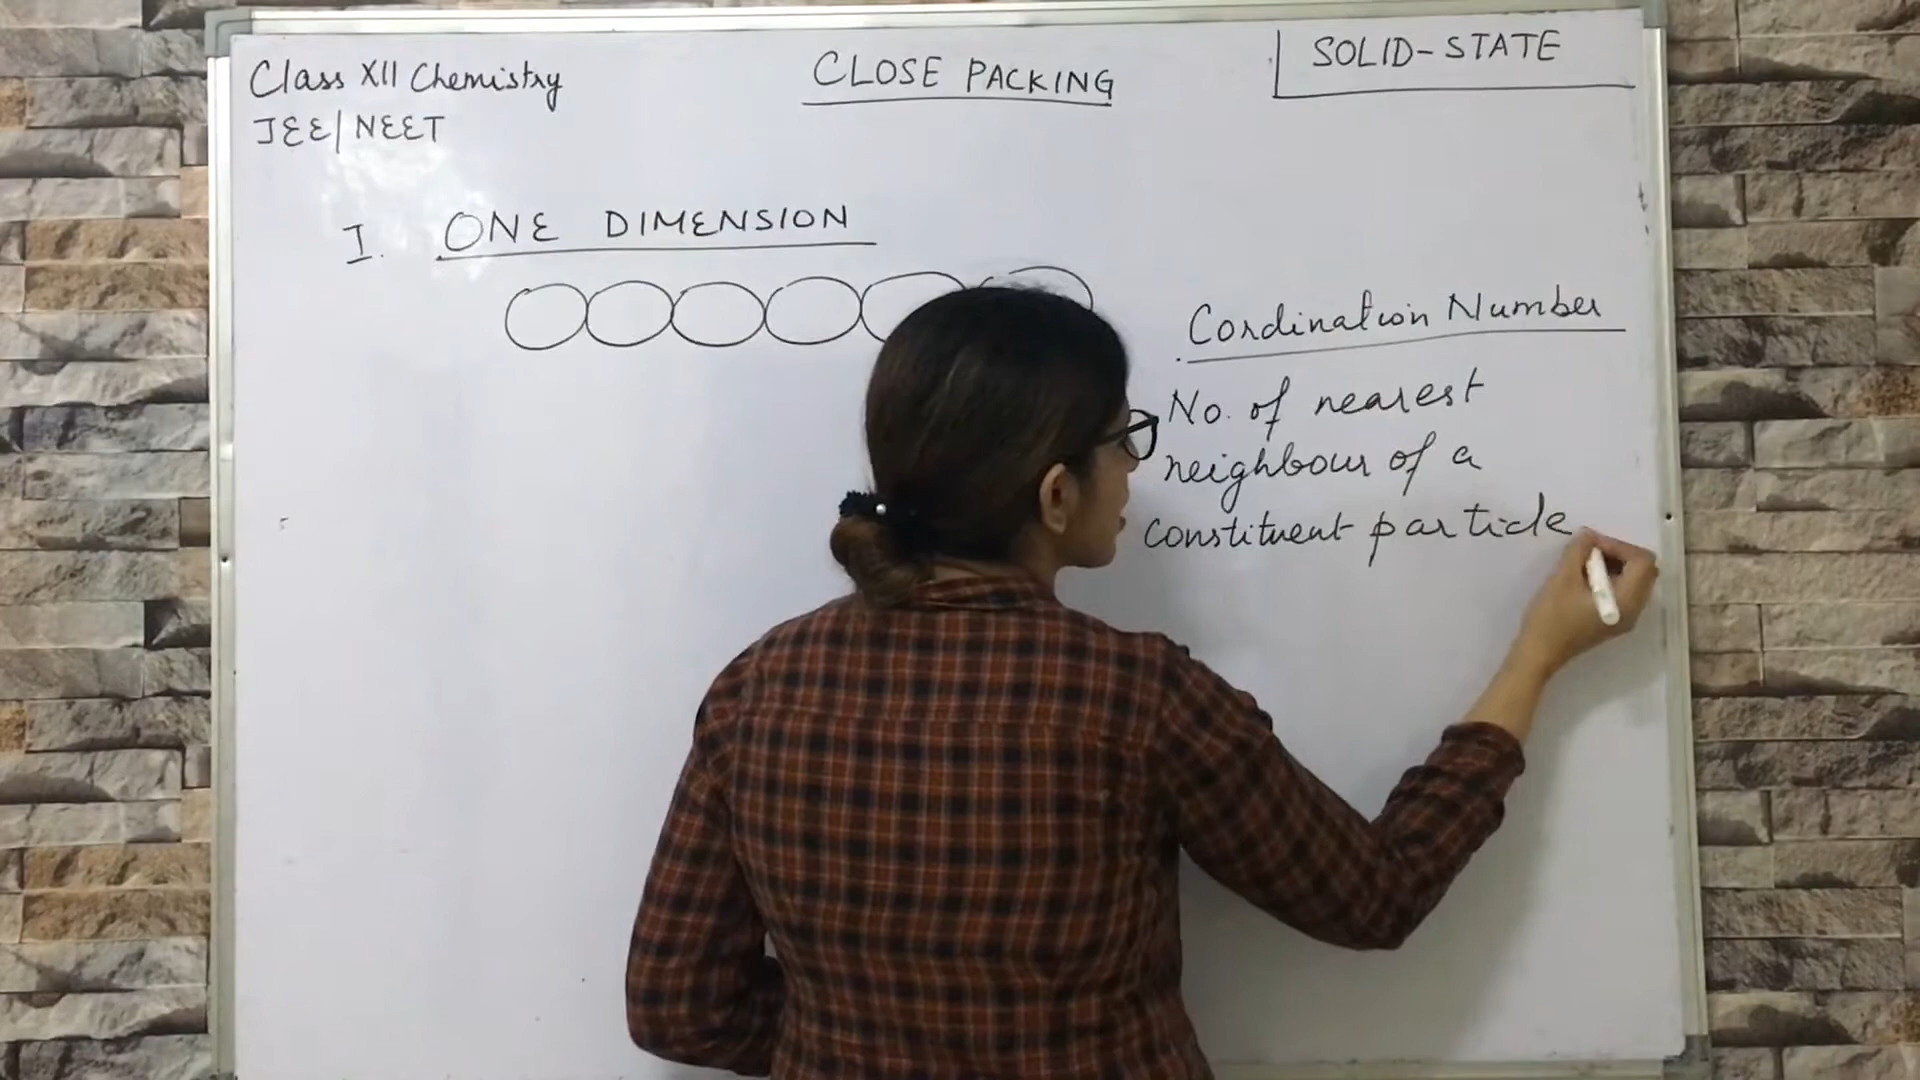 Class XII Chemistry
JEE/NEET
CLOSE PACKING
SOLID-STATE
I. ONE DIMENSION
Cordination Number
No. of nearest
neighbour of a
constituent particle